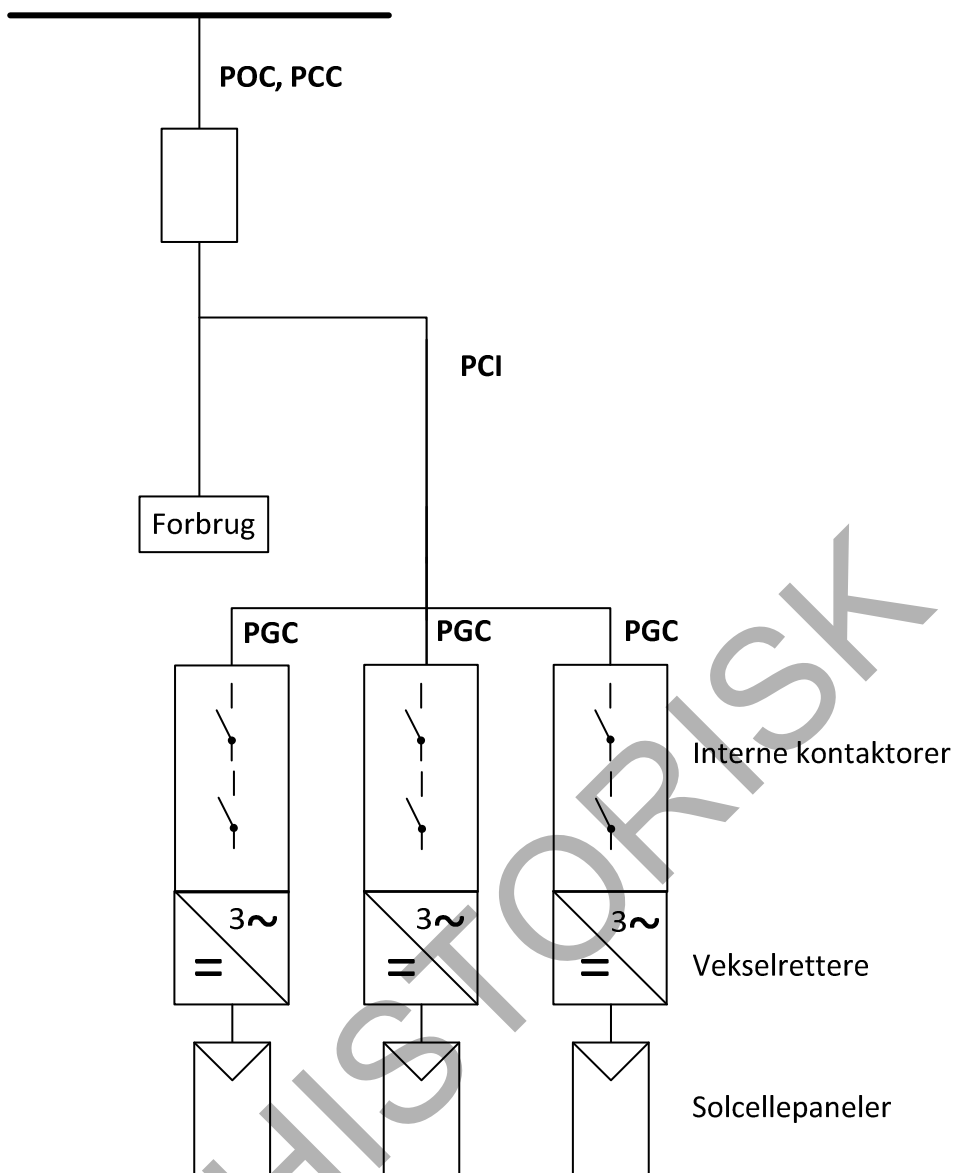 POC, PCC
PCI
Forbrug
PGC PGC PGC
Interne kontaktorer
3~ 3~ 3~
= = =
Vekselrettere
Solcellepaneler
HISTORISK